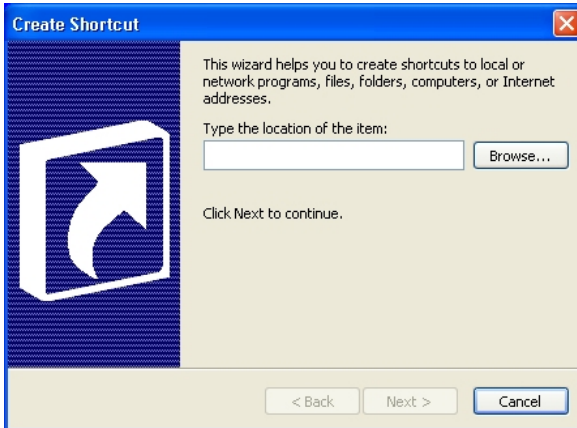 Create Shortcut
This wizard helps you to create shortcuts to local or
network programs, files, folders, computers, or Internet
addresses.
Type the location of the item:
Browse...
Click Next to continue.
< Back
Next >
Cancel